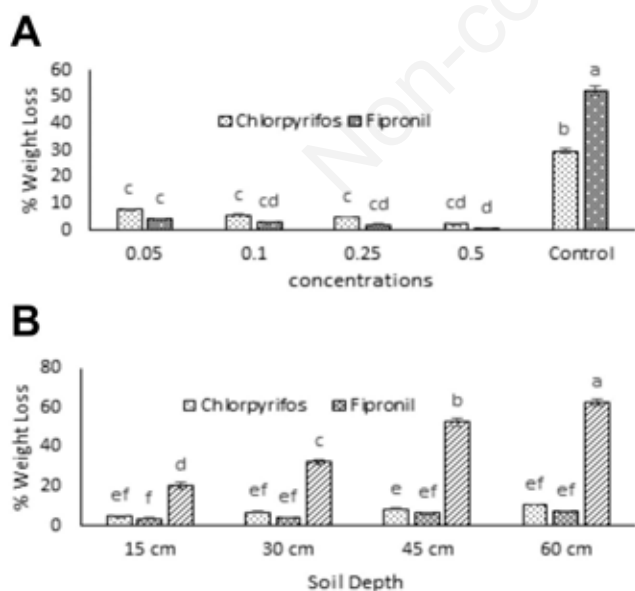 Non-co
A
60
50
40
30
20
10
0
% Weight Loss
Chlorpyrifos Fipronil
c c c cd c cd cd d b a
0.05 0.1 0.25 0.5 Control
concentrations
B
80
60
40
20
0
% Weight Loss
Chlorpyrifos Fipronil
ef f d ef ef c e ef b ef ef a
15 cm 30 cm 45 cm 60 cm
Soil Depth